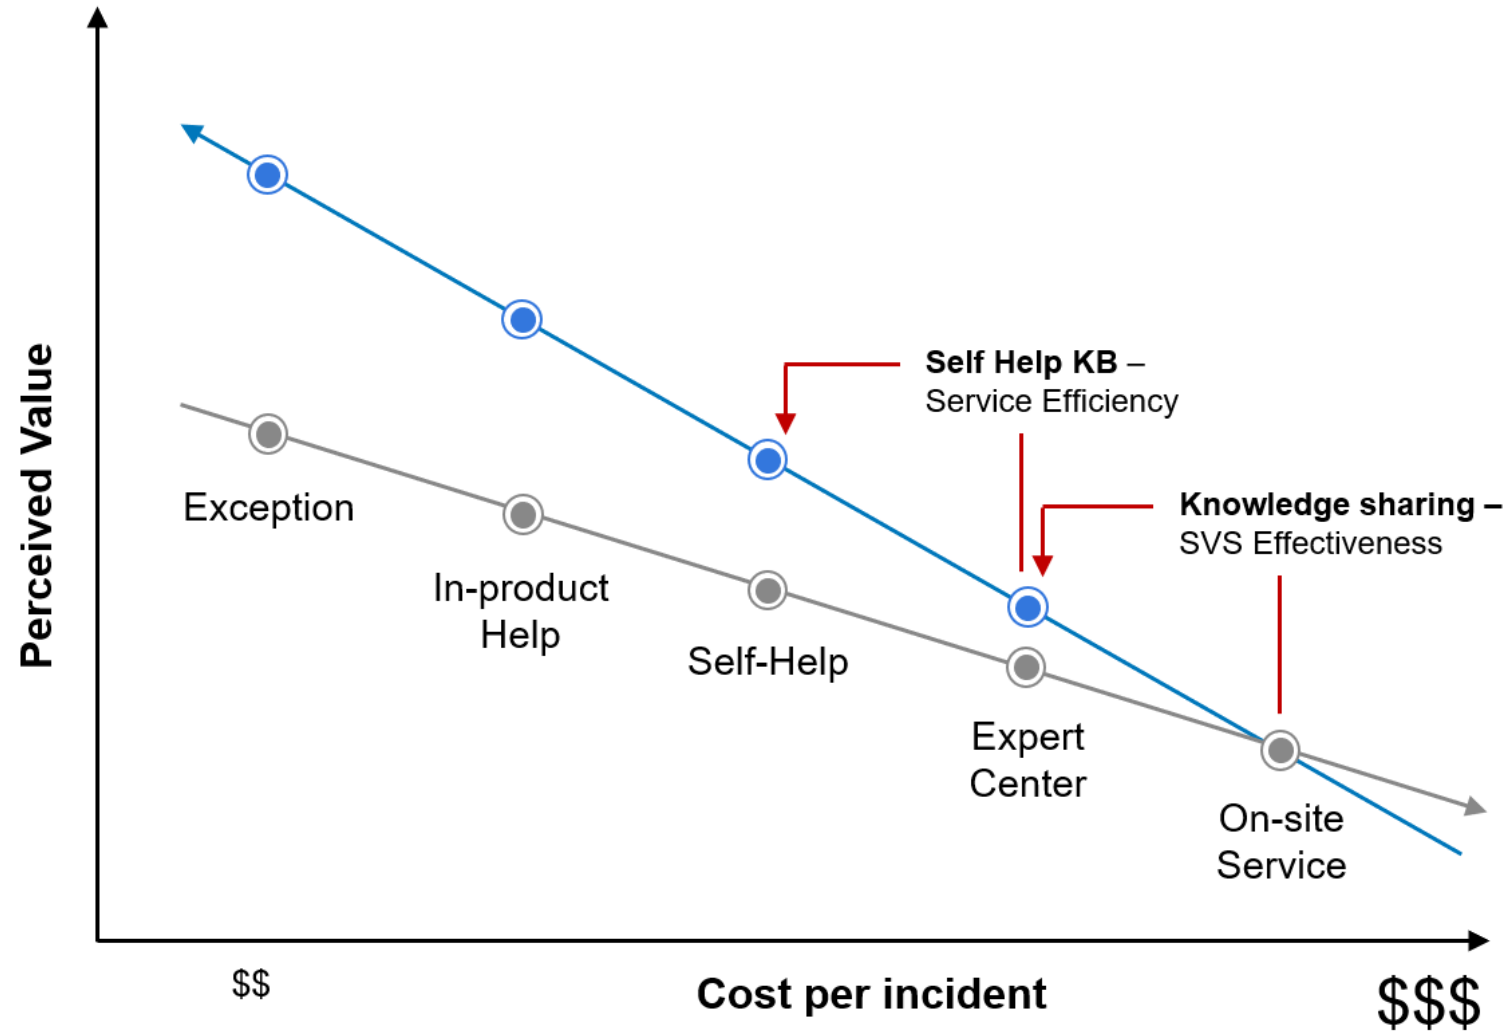 Perceived Value
Self Help KB –
Service Efficiency
Knowledge sharing –
SVS Effectiveness
Exception
In-product
Help
Self-Help
Expert
Center
On-site
Service
$$
Cost per incident
$$$